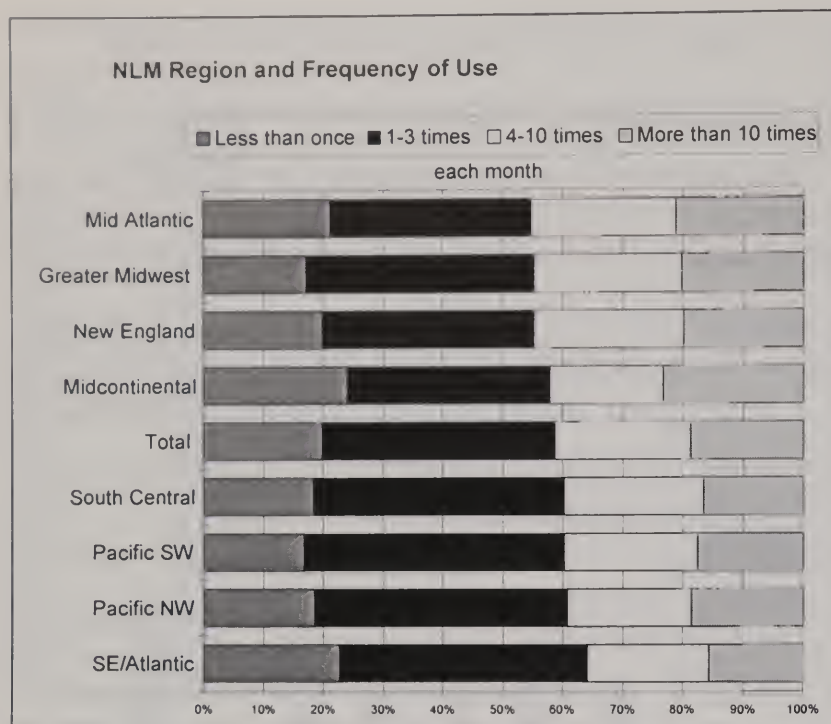 NLM Region and Frequency of Use
Less than once 1-3 times 4-10 times More than 10 times
each month
Mid Atlantic
Greater Midwest
New England
Midcontinental
Total
South Central
Pacific SW
Pacific NW
SE/Atlantic
0% 10% 20% 30% 40% 50% 60% 70% 80% 90% 100%